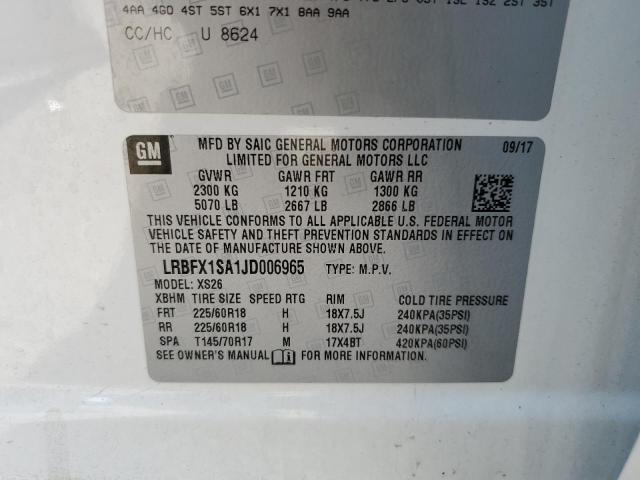 4AA 4G0 4ST 5ST 6X1 7X1 8AA 9AA
CC/HC U 8624
GM MFD BY SAIC GENERAL MOTORS CORPORATION 09/17
LIMITED FOR GENERAL MOTORS LLC
GVWR GAWR FRT GAWR RR
2300 KG 1210 KG 1300 KG
5070 LB 2667 LB 2866 LB
THIS VEHICLE CONFORMS TO ALL APPLICABLE U.S. FEDERAL MOTOR
VEHICLE SAFETY AND THEFT PREVENTION STANDARDS IN EFFECT ON
THE DATE OF MANUFACTURE SHOWN ABOVE.
LRBFX1SA1JD006965 TYPE: M.P.V.
MODEL: XS26
XBHM TIRE SIZE SPEED RTG RIM COLD TIRE PRESSURE
FRT 225/60R18 H 18X7.5J 240KPA(35PSI)
RR 225/60R18 H 18X7.5J 240KPA(35PSI)
SPA T145/70R17 M 17X4BT 420KPA(60PSI)
SEE OWNER'S MANUAL FOR MORE INFORMATION.